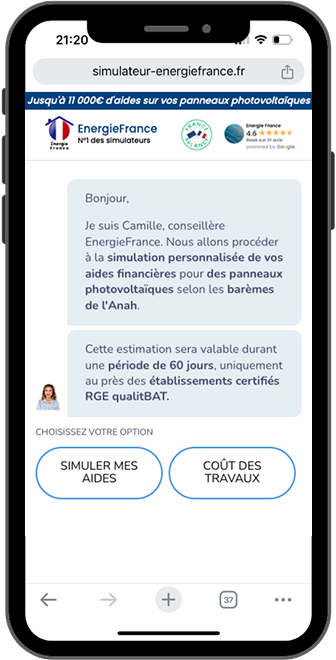 21:20
simulateur-energiefrance.fr
Jusqu'à 11 000€ d'aides sur vos panneaux photovoltaïques
Energie
France
EnergieFrance
N°1 des simulateurs
FRANCE
RELANCE
Energie France
4.6
Basé sur 51 avis
powered by Google
Bonjour,
Je suis Camille, conseillère
EnergieFrance. Nous allons procéder
à la simulation personnalisée de vos
aides financières pour des panneaux
photovoltaïques selon les barèmes
de l'Anah.
Cette estimation sera valable durant
une période de 60 jours, uniquement
au près des établissements certifiés
RGE qualitBAT.
CHOISISSEZ VOTRE OPTION
SIMULER MES
AIDES
COÛT DES
TRAVAUX
37